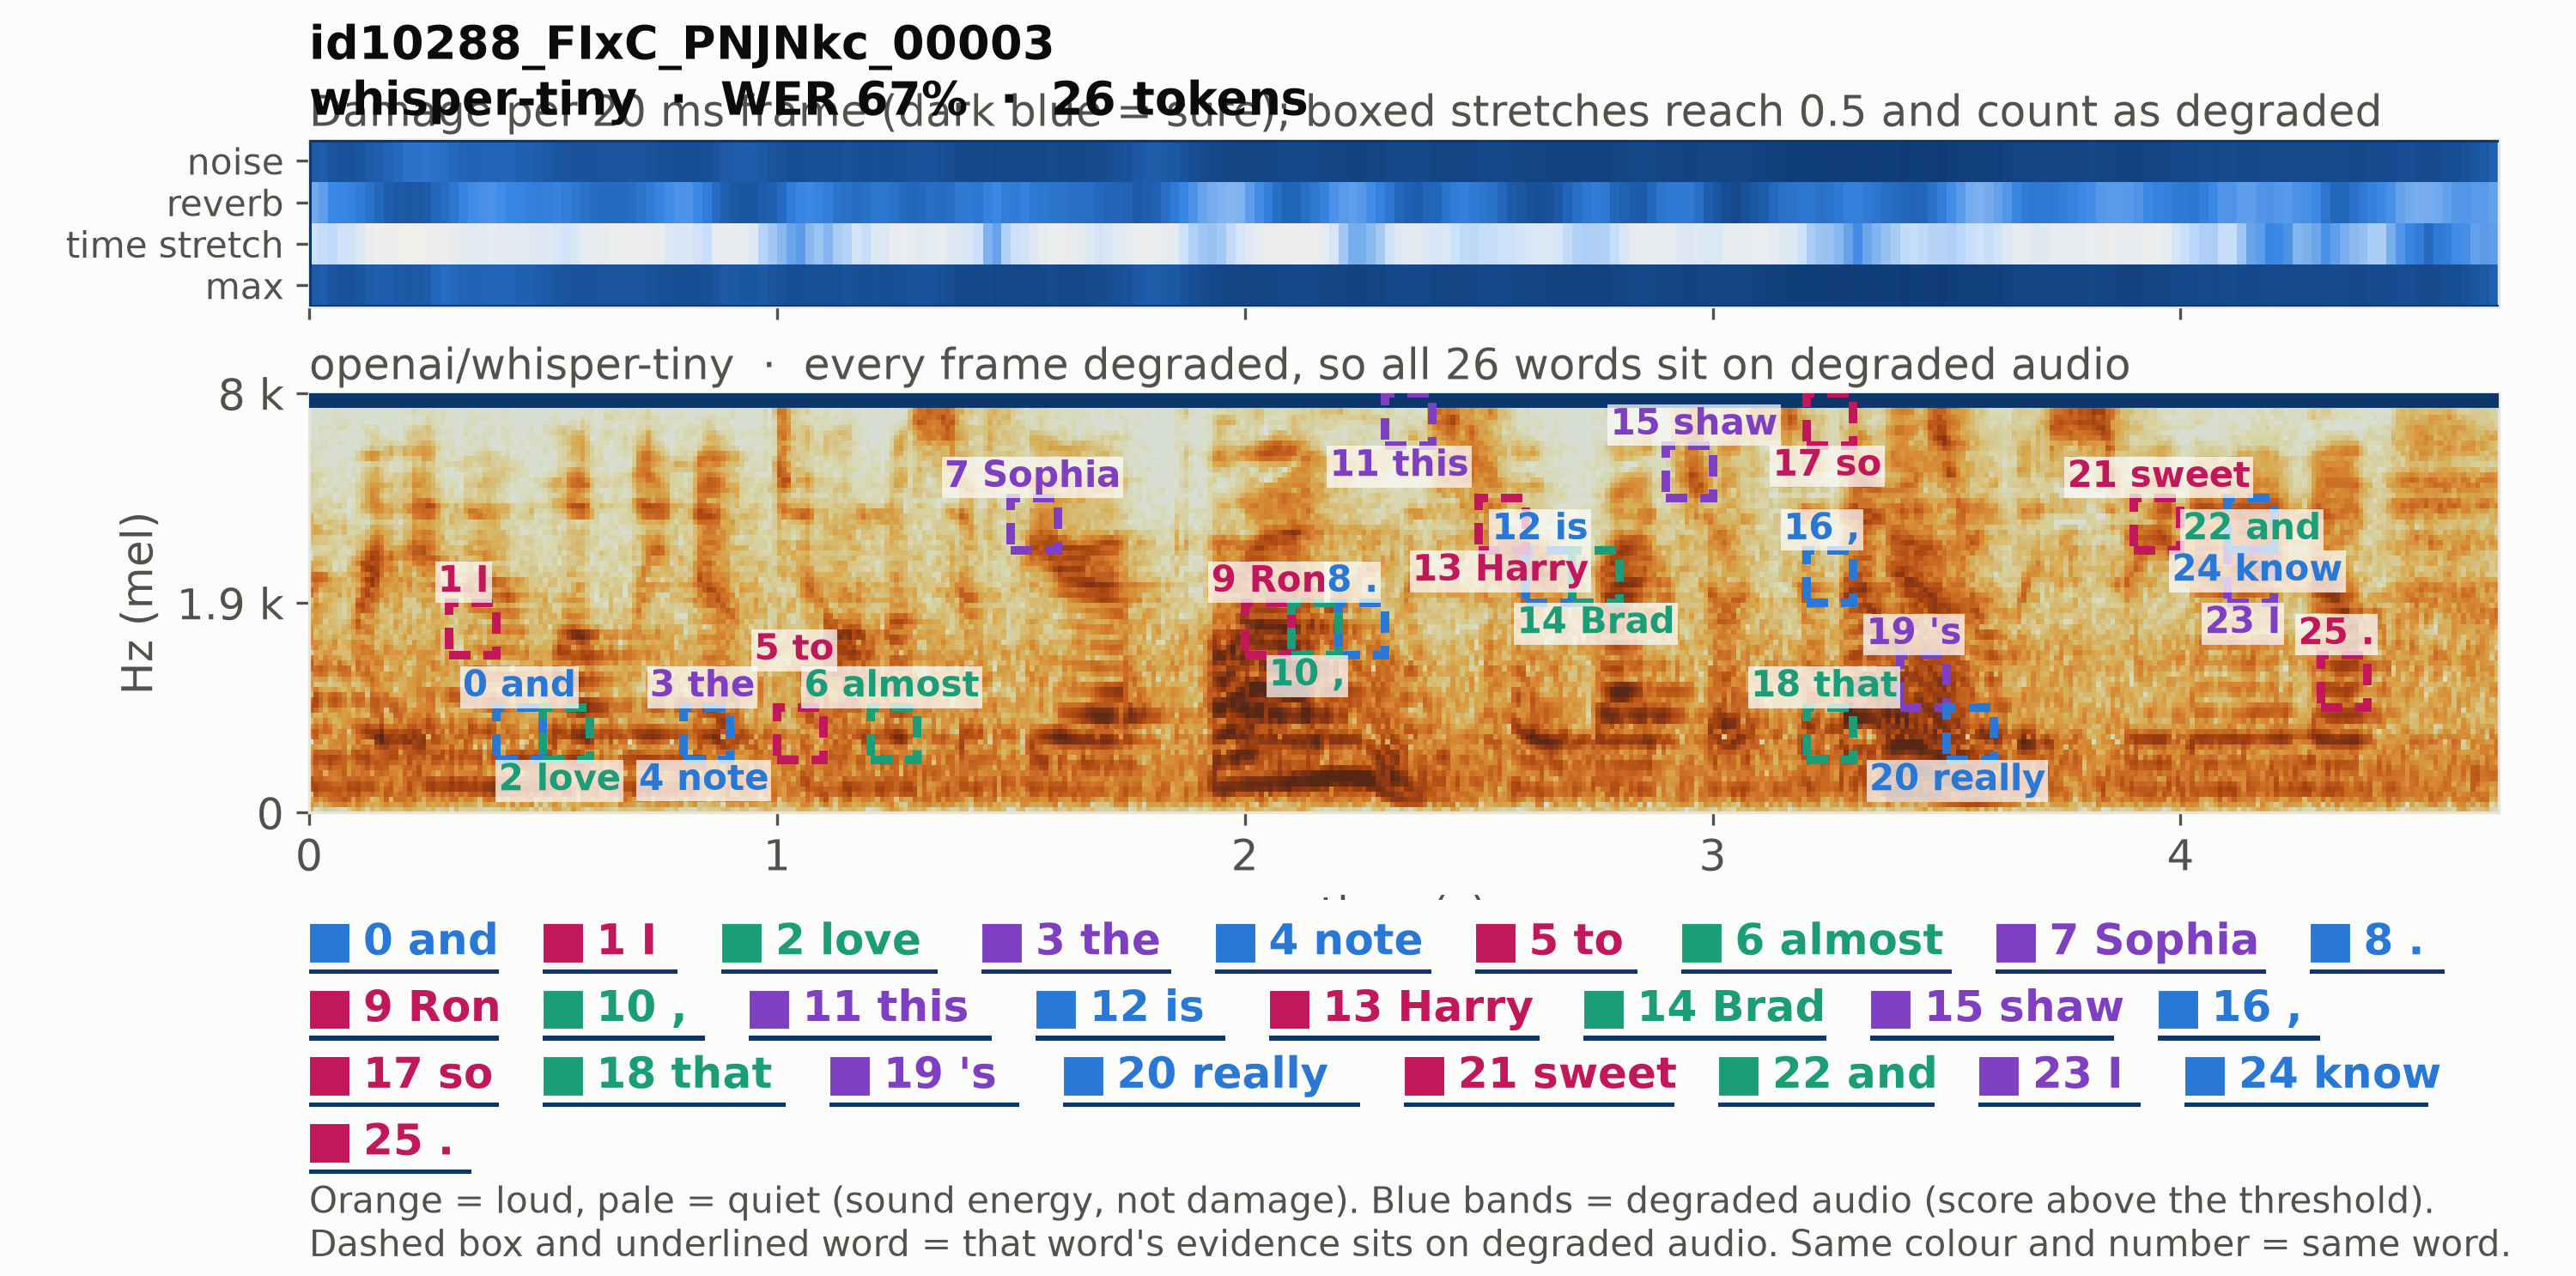 id10288_FIxC_PNJNkc_00003
whisper-tiny · WER 67% · 26 tokens
Damage per 20 ms frame (dark blue = sure); boxed stretches reach 0.5 and count as degraded
noise
reverb
time stretch
max
openai/whisper-tiny · every frame degraded, so all 26 words sit on degraded audio
8 k
1.9 k
0
Hz (mel)
11 this
15 shaw
17 so
7 Sophia
21 sweet
12 is
16 ,
22 and
1 I
9 Ron
8 .
13 Harry
24 know
14 Brad
23 I
5 to
19 's
25 .
0 and
3 the
6 almost
10 ,
18 that
2 love
4 note
20 really
0 1 2 3 4
0 and 1 I 2 love 3 the 4 note 5 to 6 almost 7 Sophia 8 .
9 Ron 10 , 11 this 12 is 13 Harry 14 Brad 15 shaw 16 ,
17 so 18 that 19 's 20 really 21 sweet 22 and 23 I 24 know
25 .
Orange = loud, pale = quiet (sound energy, not damage). Blue bands = degraded audio (score above the threshold).
Dashed box and underlined word = that word's evidence sits on degraded audio. Same colour and number = same word.